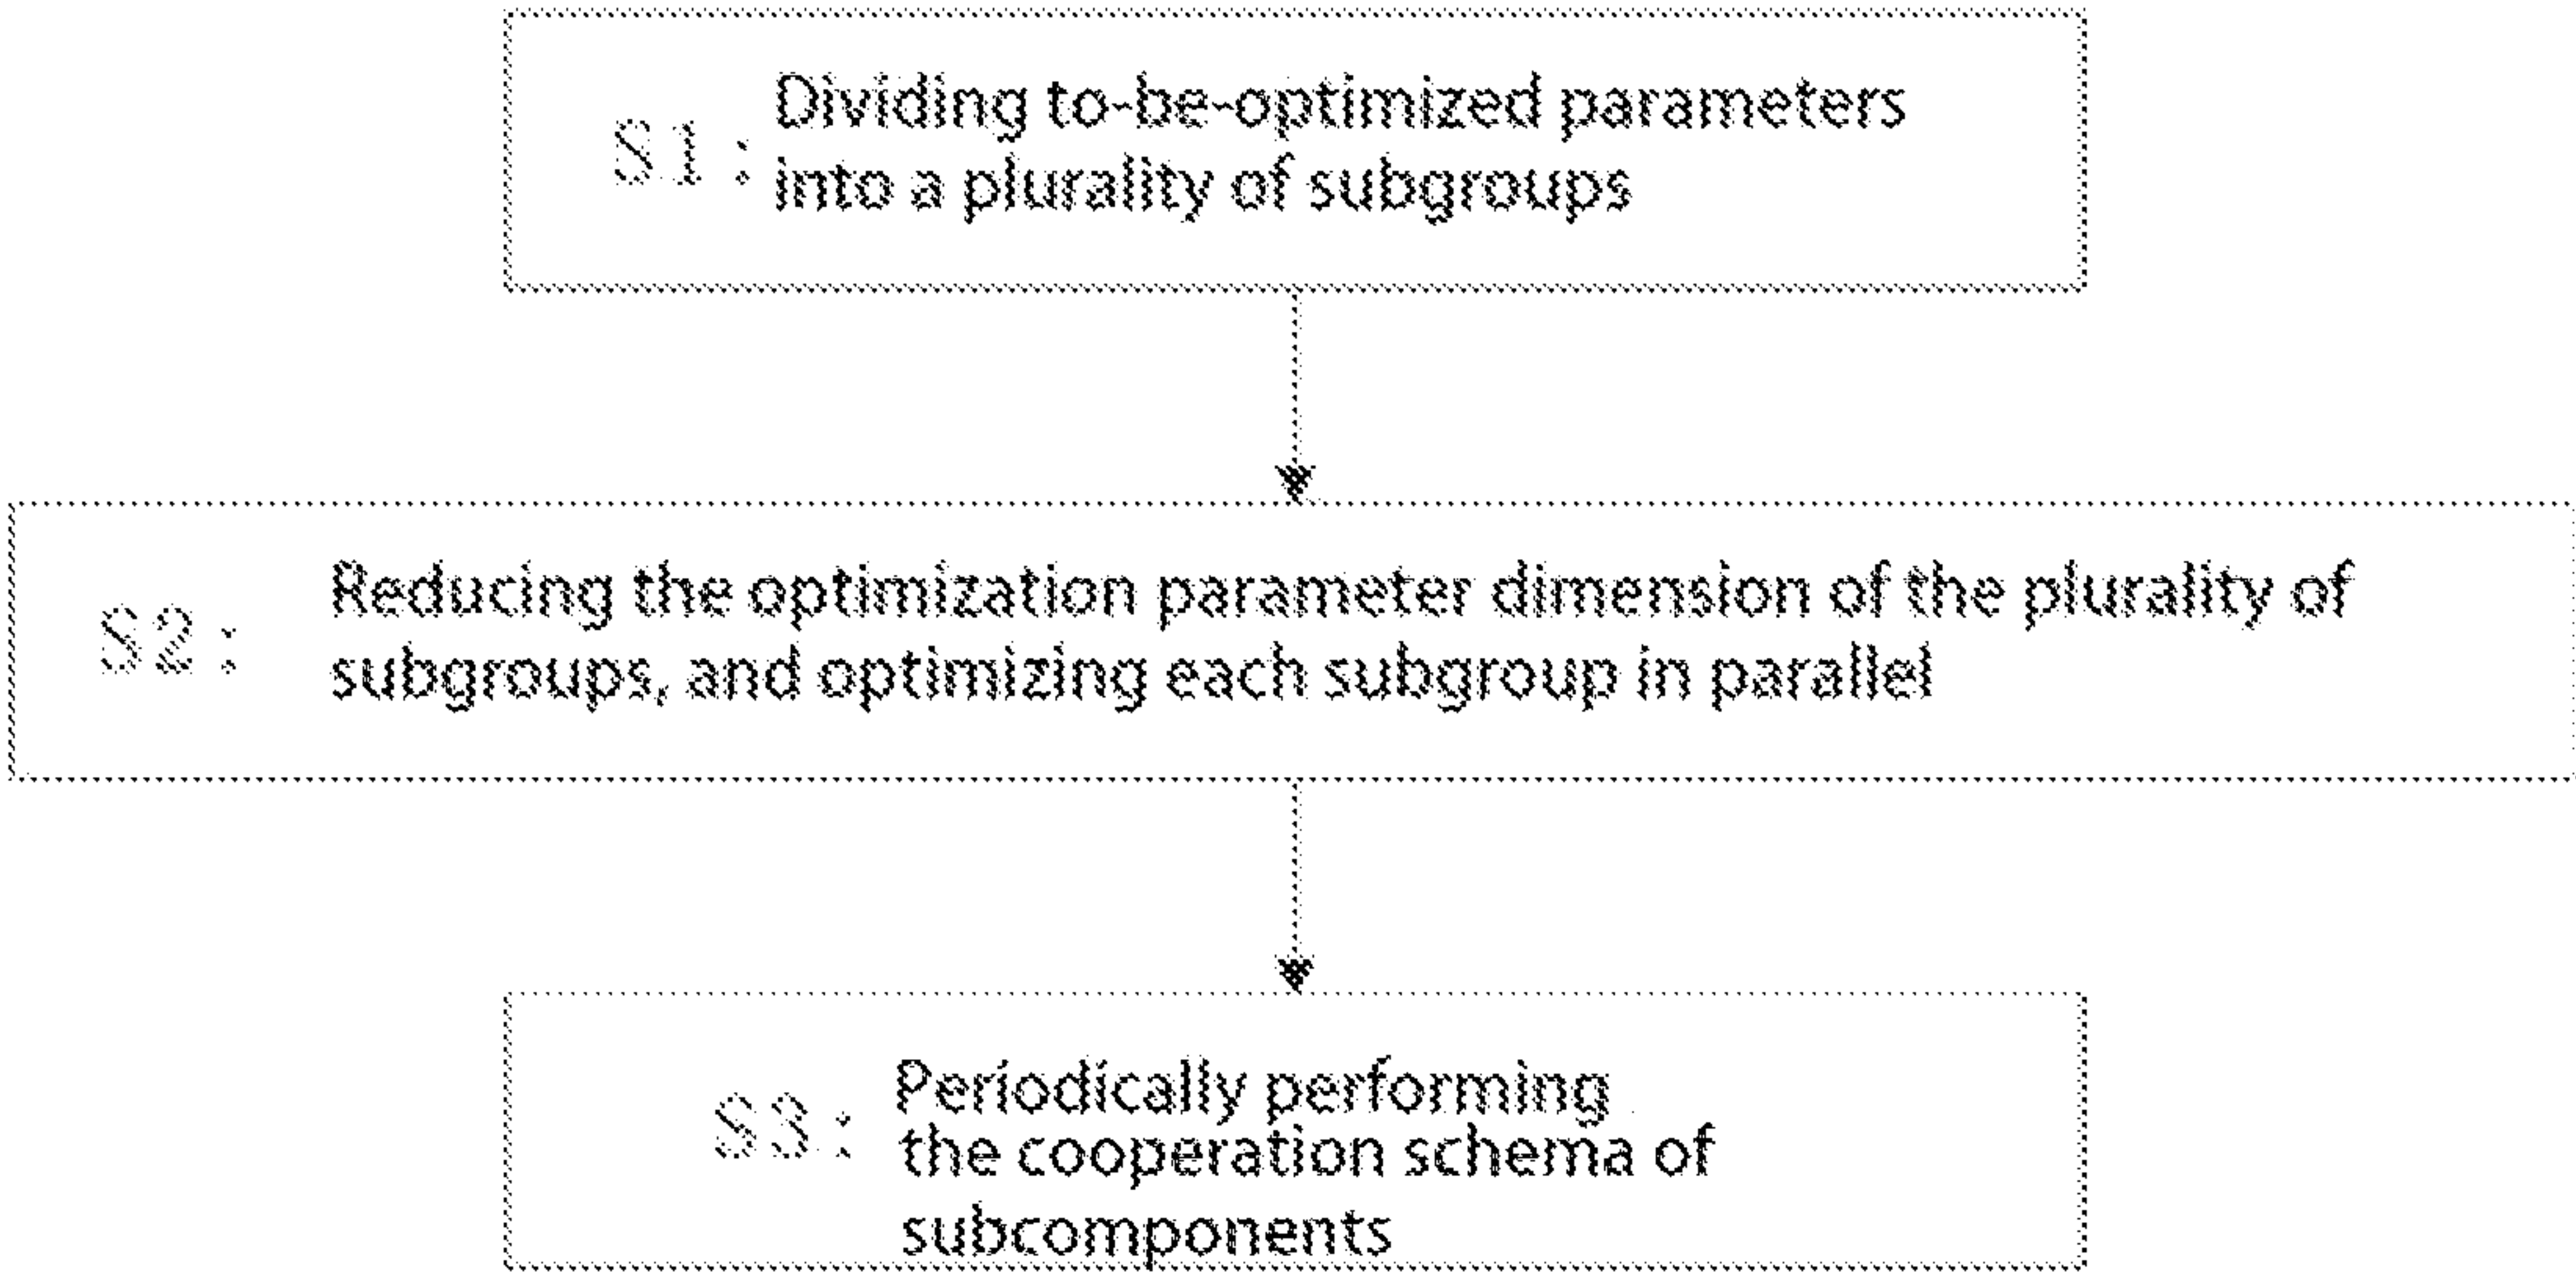 S1: Dividing to-be-optimized parameters
into a plurality of subgroups
S2: Reducing the optimization parameter dimension of the plurality of
subgroups, and optimizing each subgroup in parallel
S3: Periodically performing
the cooperation schema of
subcomponents